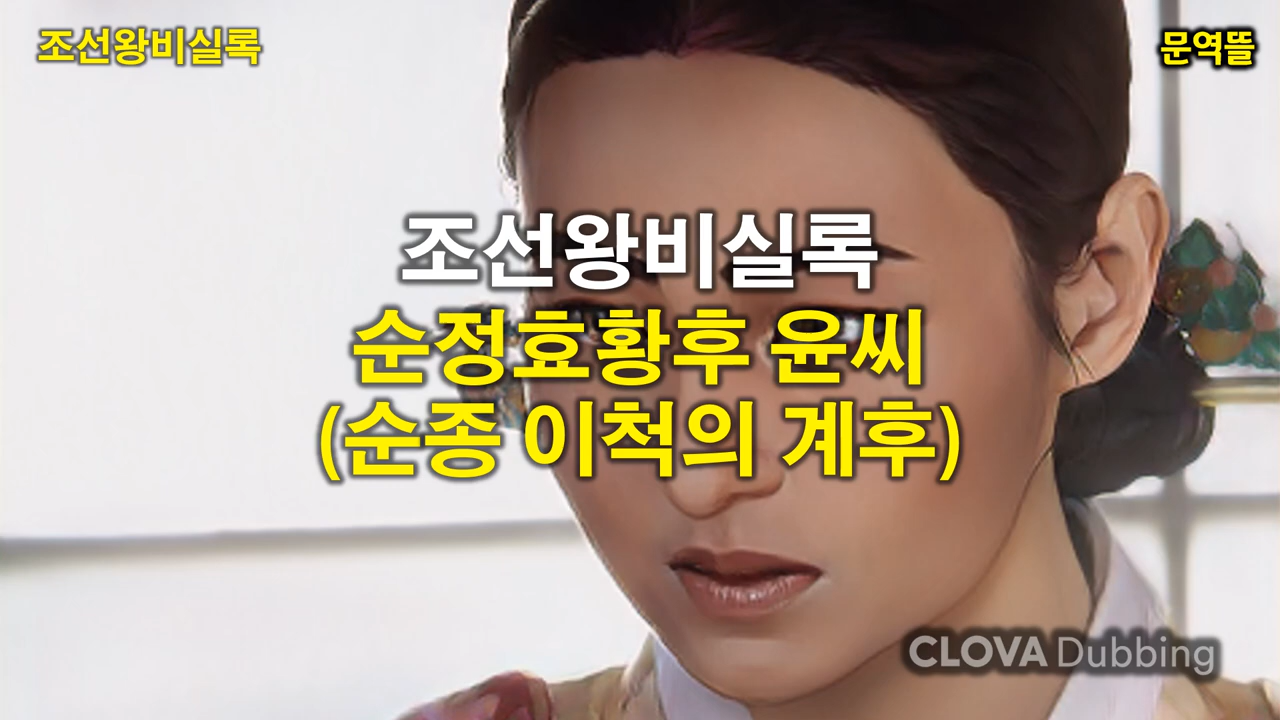 조선왕비실록
문역뜰
조선왕비실록
순정효황후 윤씨
(순종 이척의 계후)
CLOVA Dubbing